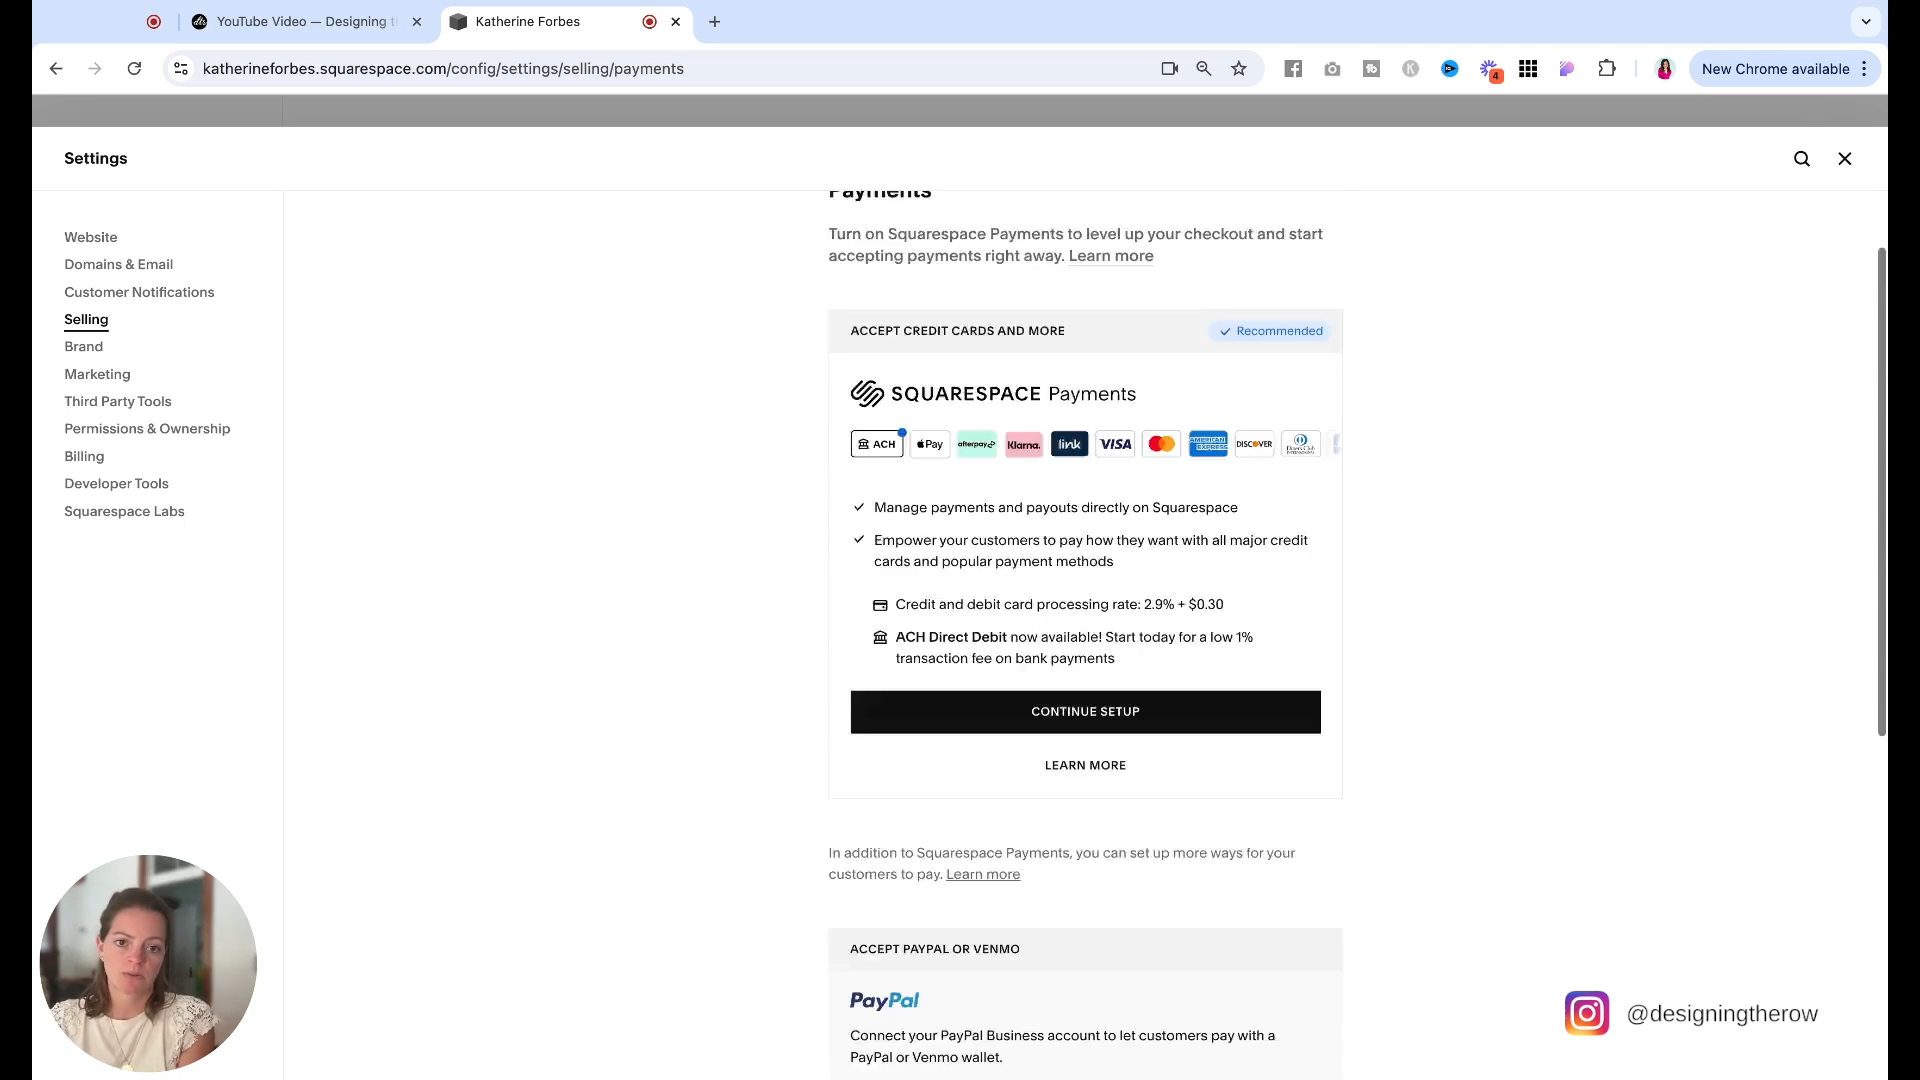 YouTube Video — Designing t
Katherine Forbes
katherineforbes.squarespace.com/config/settings/selling/payments
4
New Chrome available
Settings
Website
Domains & Email
Customer Notifications
Selling
Brand
Marketing
Third Party Tools
Permissions & Ownership
Billing
Developer Tools
Squarespace Labs
Payments
Turn on Squarespace Payments to level up your checkout and start
accepting payments right away. Learn more
ACCEPT CREDIT CARDS AND MORE
Recommended
SQUARESPACE Payments
ACH Pay afterpay Klarna. link VISA AMERICAN EXPRESS DISCOVER Diners Club INTERNATIONAL
Manage payments and payouts directly on Squarespace
Empower your customers to pay how they want with all major credit
cards and popular payment methods
Credit and debit card processing rate: 2.9% + $0.30
ACH Direct Debit now available! Start today for a low 1%
transaction fee on bank payments
CONTINUE SETUP
LEARN MORE
In addition to Squarespace Payments, you can set up more ways for your
customers to pay. Learn more
ACCEPT PAYPAL OR VENMO
PayPal
Connect your PayPal Business account to let customers pay with a
PayPal or Venmo wallet.
@designingtherow